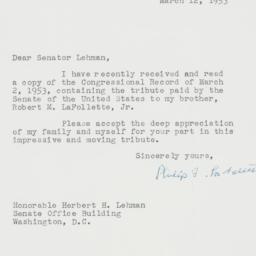 March 12, 1953
Dear Senator Lehman,
I have recently received and read
a copy of the Congressional Record of March
2, 1953, containing the tribute paid by the
Senate of the United States to my brother,
Robert M. LaFollette, Jr.
Please accept the deep appreciation
of my family and myself for your part in this
impressive and moving tribute.
Sincerely yours,
Philip F. La Follette
Honorable Herbert H. Lehman
Senate Office Building
Washington, D.C.